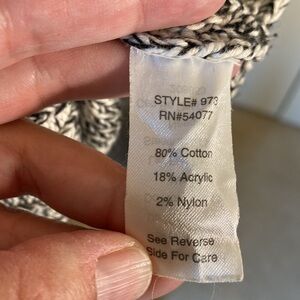 STYLE# 973
RN#54077
80% Cotton
18% Acrylic
2% Nylon
See Reverse
Side For Care